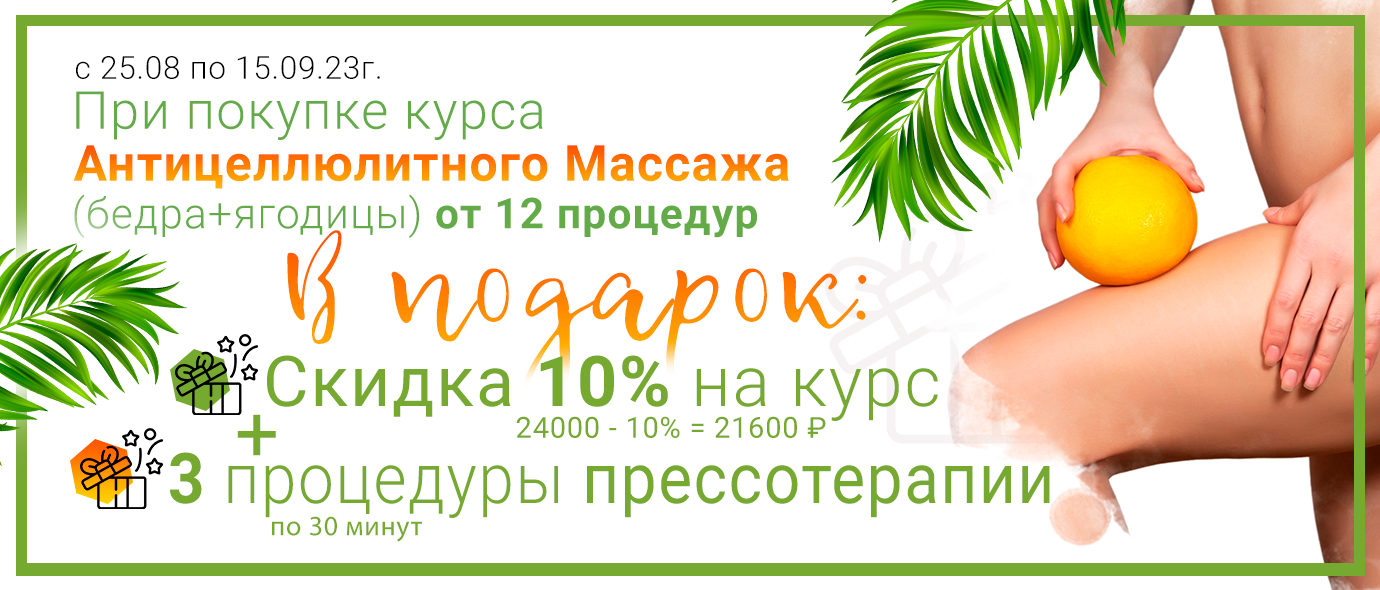 с 25.08 по 15.09.23г.
При покупке курса
Антицеллюлитного Массажа
(бедра+ягодицы) от 12 процедур
В подарок:
Скидка 10% на курс
24000 - 10% = 21600 ₽
+
3 процедуры прессотерапии
по 30 минут